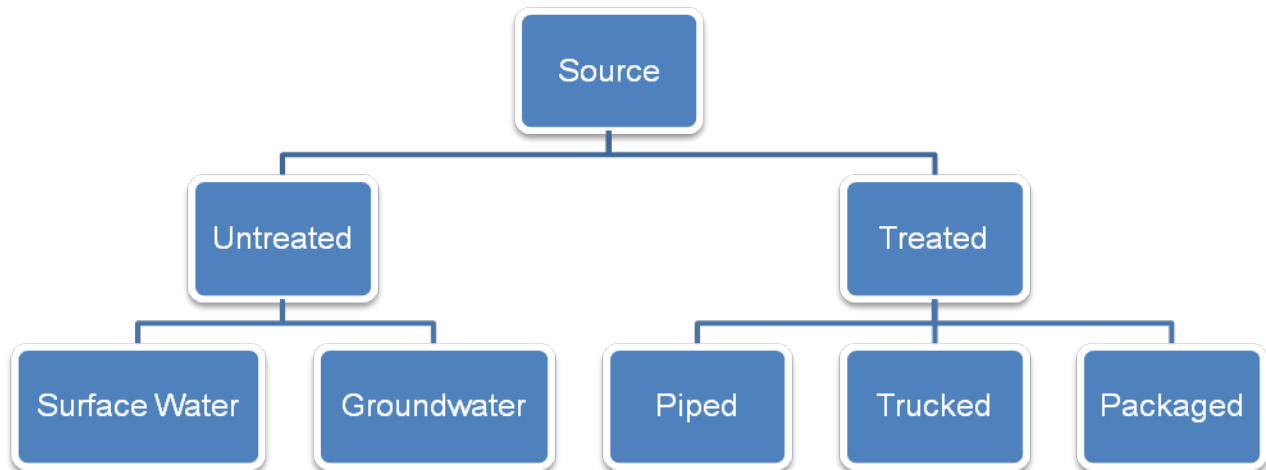 Source
Untreated
Treated
Surface Water
Groundwater
Piped
Trucked
Packaged